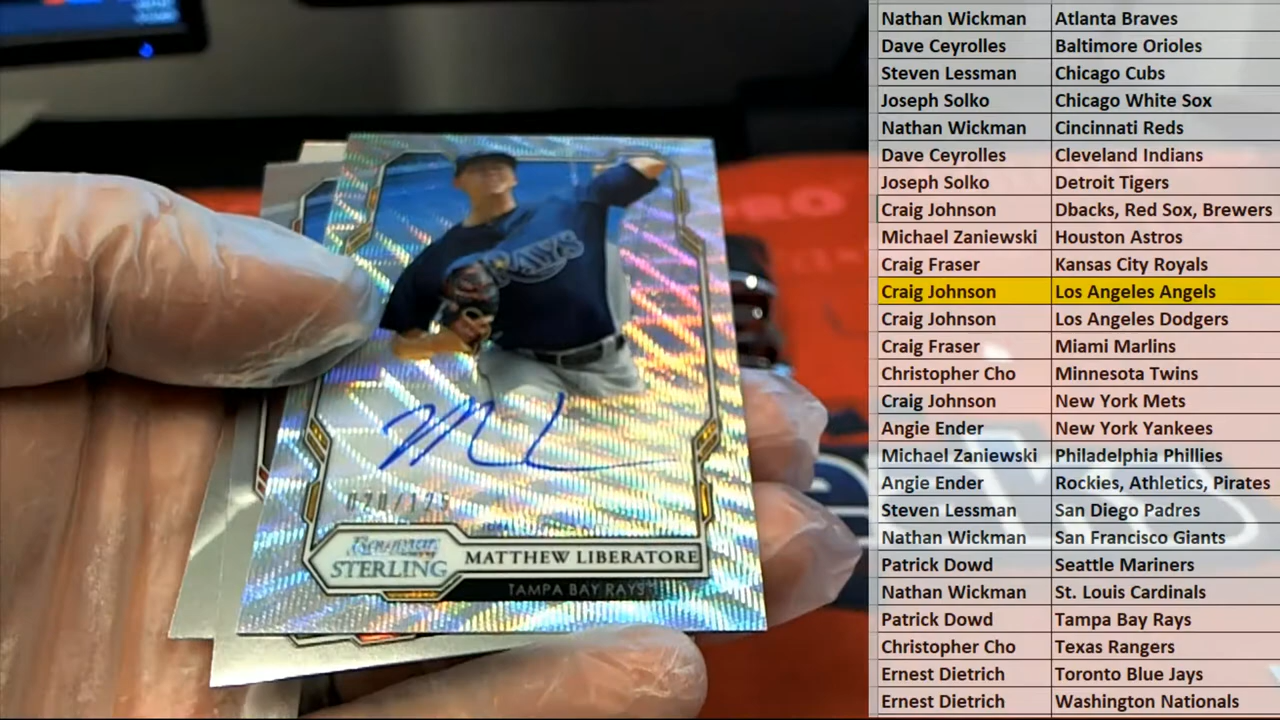 RAYS
070/125
Bowman
STERLING
MATTHEW LIBERATORE
TAMPA BAY RAYS
Nathan Wickman Atlanta Braves
Dave Ceyrolles Baltimore Orioles
Steven Lessman Chicago Cubs
Joseph Solko Chicago White Sox
Nathan Wickman Cincinnati Reds
Dave Ceyrolles Cleveland Indians
Joseph Solko Detroit Tigers
Craig Johnson Dbacks, Red Sox, Brewers
Michael Zaniewski Houston Astros
Craig Fraser Kansas City Royals
Craig Johnson Los Angeles Angels
Craig Johnson Los Angeles Dodgers
Craig Fraser Miami Marlins
Christopher Cho Minnesota Twins
Craig Johnson New York Mets
Angie Ender New York Yankees
Michael Zaniewski Philadelphia Phillies
Angie Ender Rockies, Athletics, Pirates
Steven Lessman San Diego Padres
Nathan Wickman San Francisco Giants
Patrick Dowd Seattle Mariners
Nathan Wickman St. Louis Cardinals
Patrick Dowd Tampa Bay Rays
Christopher Cho Texas Rangers
Ernest Dietrich Toronto Blue Jays
Ernest Dietrich Washington Nationals